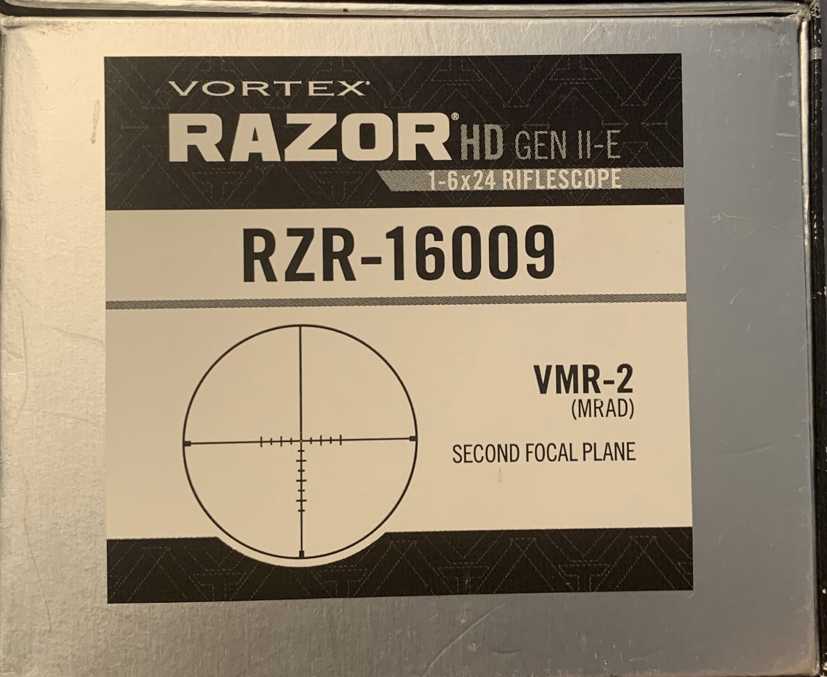 VORTEX®
RAZOR® HD GEN II-E
1-6x24 RIFLESCOPE
RZR-16009
VMR-2
(MRAD)
SECOND FOCAL PLANE